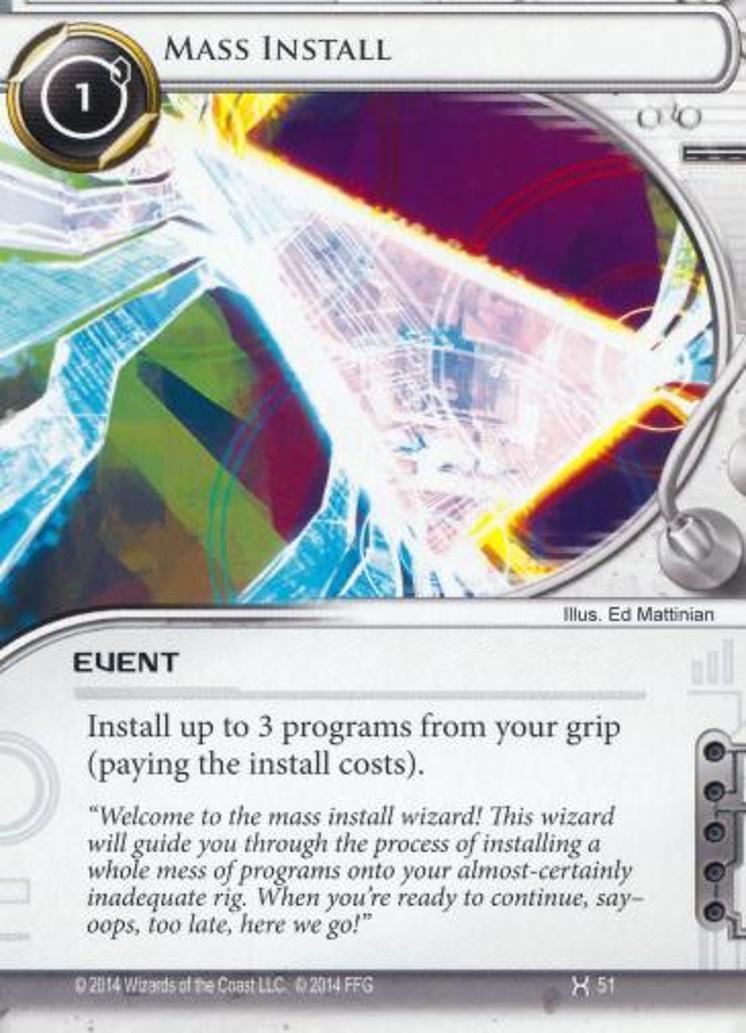 Mass Install
1
Illus. Ed Mattinian
EVENT
Install up to 3 programs from your grip
(paying the install costs).
“Welcome to the mass install wizard! This wizard
will guide you through the process of installing a
whole mess of programs onto your almost-certainly
inadequate rig. When you’re ready to continue, say–
oops, too late, here we go!”
© 2014 Wizards of the Coast LLC. © 2014 FFG
51